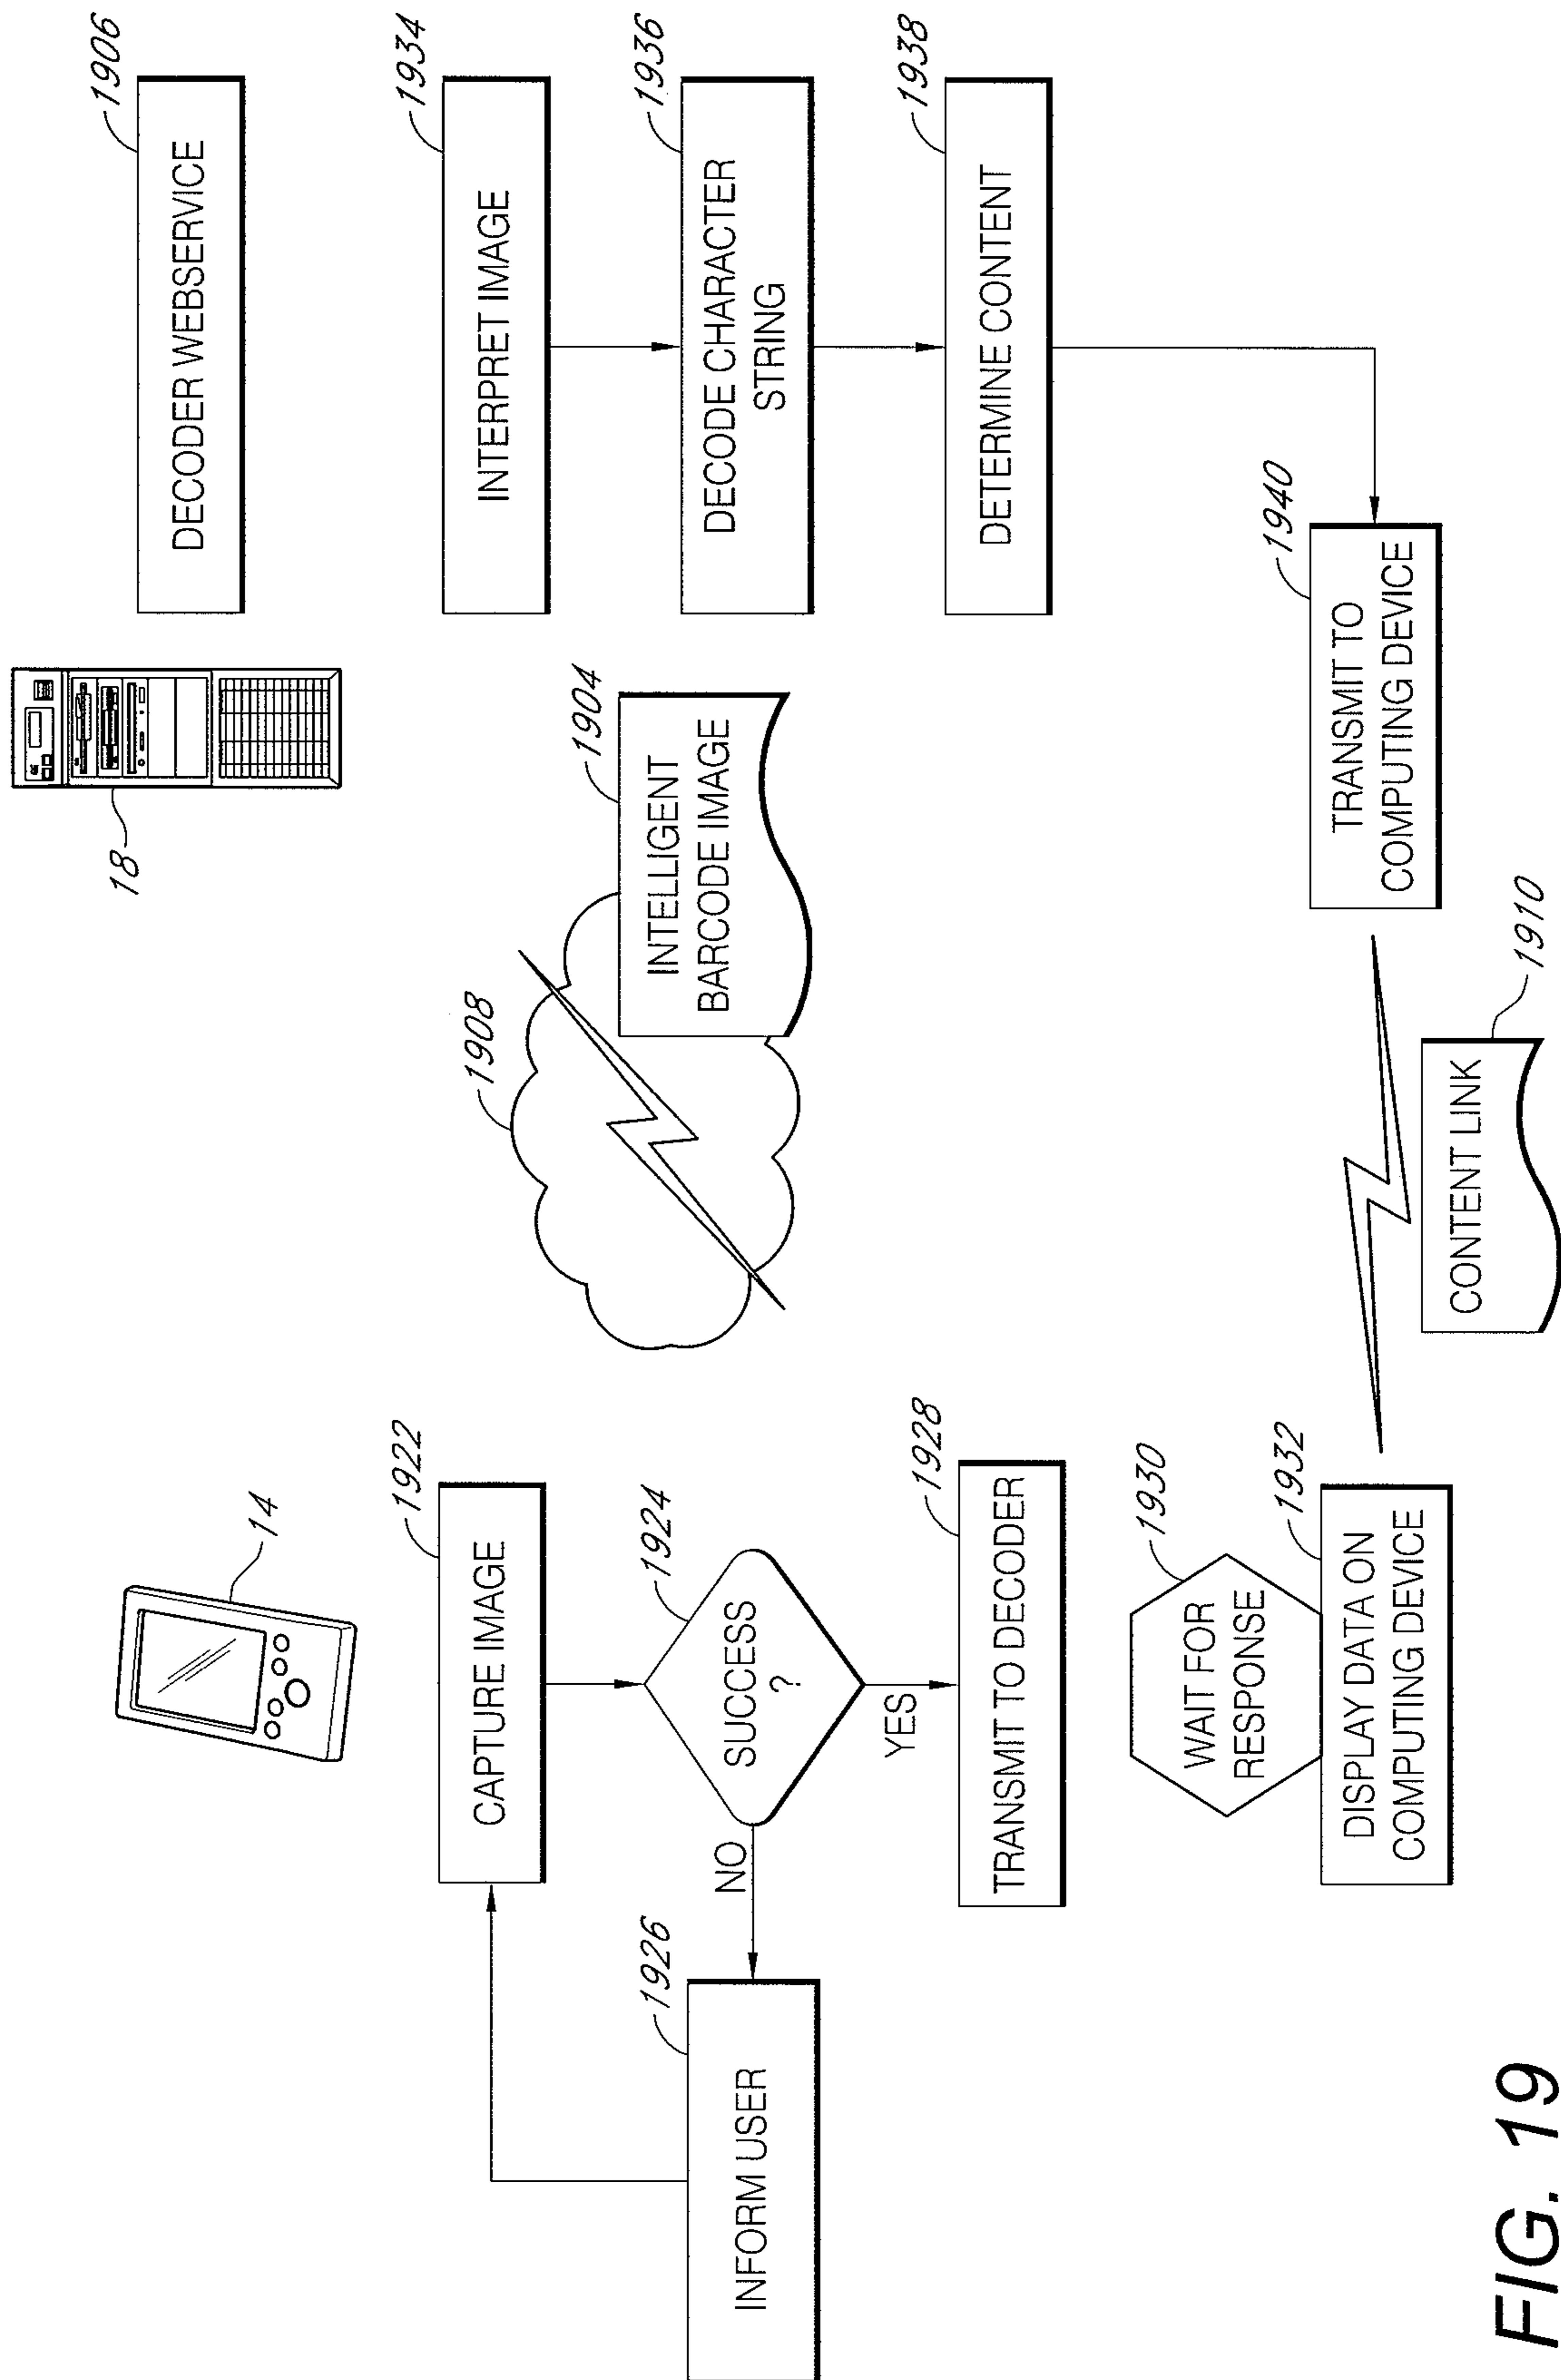 14
18
1906
DECODER WEBSERVICE
1922
CAPTURE IMAGE
1924
SUCCESS
?
NO
YES
1926
INFORM USER
1928
TRANSMIT TO DECODER
1930
WAIT FOR
RESPONSE
1932
DISPLAY DATA ON
COMPUTING DEVICE
1908
1904
INTELLIGENT
BARCODE IMAGE
1934
INTERPRET IMAGE
1936
DECODE CHARACTER
STRING
1938
DETERMINE CONTENT
1940
TRANSMIT TO
COMPUTING DEVICE
1910
CONTENT LINK
FIG. 19